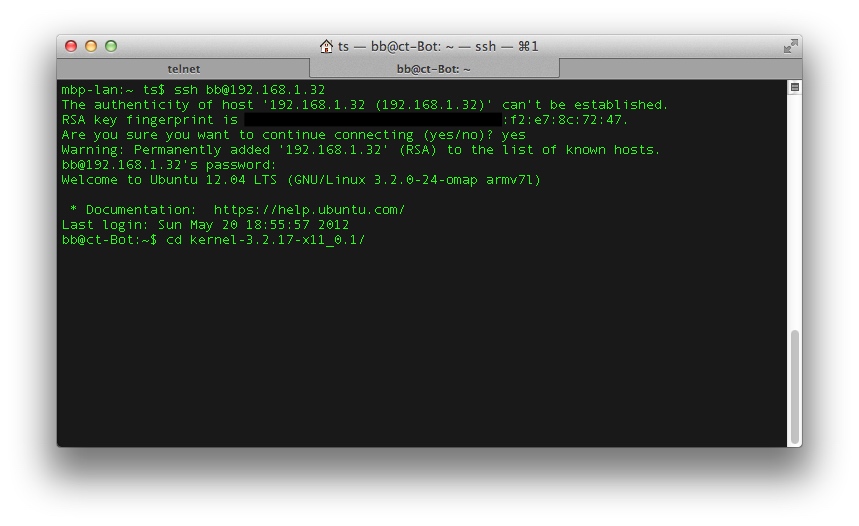 ts — bb@ct-Bot: ~ — ssh — ⌘1
telnet
bb@ct-Bot: ~
mbp-lan:~ ts$ ssh bb@192.168.1.32
The authenticity of host '192.168.1.32 (192.168.1.32)' can't be established.
RSA key fingerprint is :f2:e7:8c:72:47.
Are you sure you want to continue connecting (yes/no)? yes
Warning: Permanently added '192.168.1.32' (RSA) to the list of known hosts.
bb@192.168.1.32's password:
Welcome to Ubuntu 12.04 LTS (GNU/Linux 3.2.0-24-omap armv7l)
* Documentation:  https://help.ubuntu.com/
Last login: Sun May 20 18:55:57 2012
bb@ct-Bot:~$ cd kernel-3.2.17-x11_0.1/